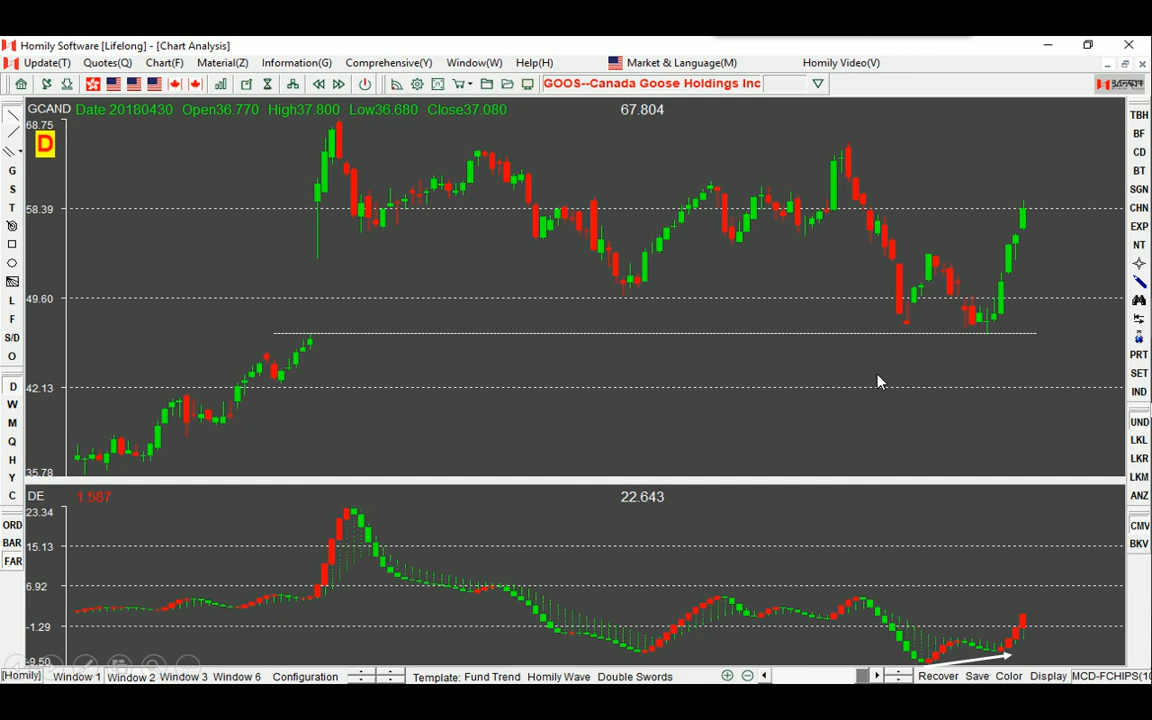 Homily Software [Lifelong] - [Chart Analysis]
Update(T) Quotes(Q) Chart(F) Material(Z) Information(G) Comprehensive(Y) Window(W) Help(H) Market & Language(M) Homily Video(V)
GOOS--Canada Goose Holdings Inc
GCAND Date 20180430 Open36.770 High37.800 Low36.680 Close37.080 67.804
68.75
D
58.39
49.60
42.13
35.78
DE 1.587 22.643
23.34
15.13
6.92
-1.29
-9.50
G
S
T
L
F
S/D
O
D
W
M
Q
H
Y
C
ORD
BAR
FAR
TBH
BF
CD
BT
SGN
CHN
EXP
NT
PRT
SET
IND
UND
LKL
LKR
LKM
ANZ
CMV
BKV
[Homily] Window 1 Window 2 Window 3 Window 6 Configuration Template: Fund Trend Homily Wave Double Swords Recover Save Color Display MCD-FCHIPS(10